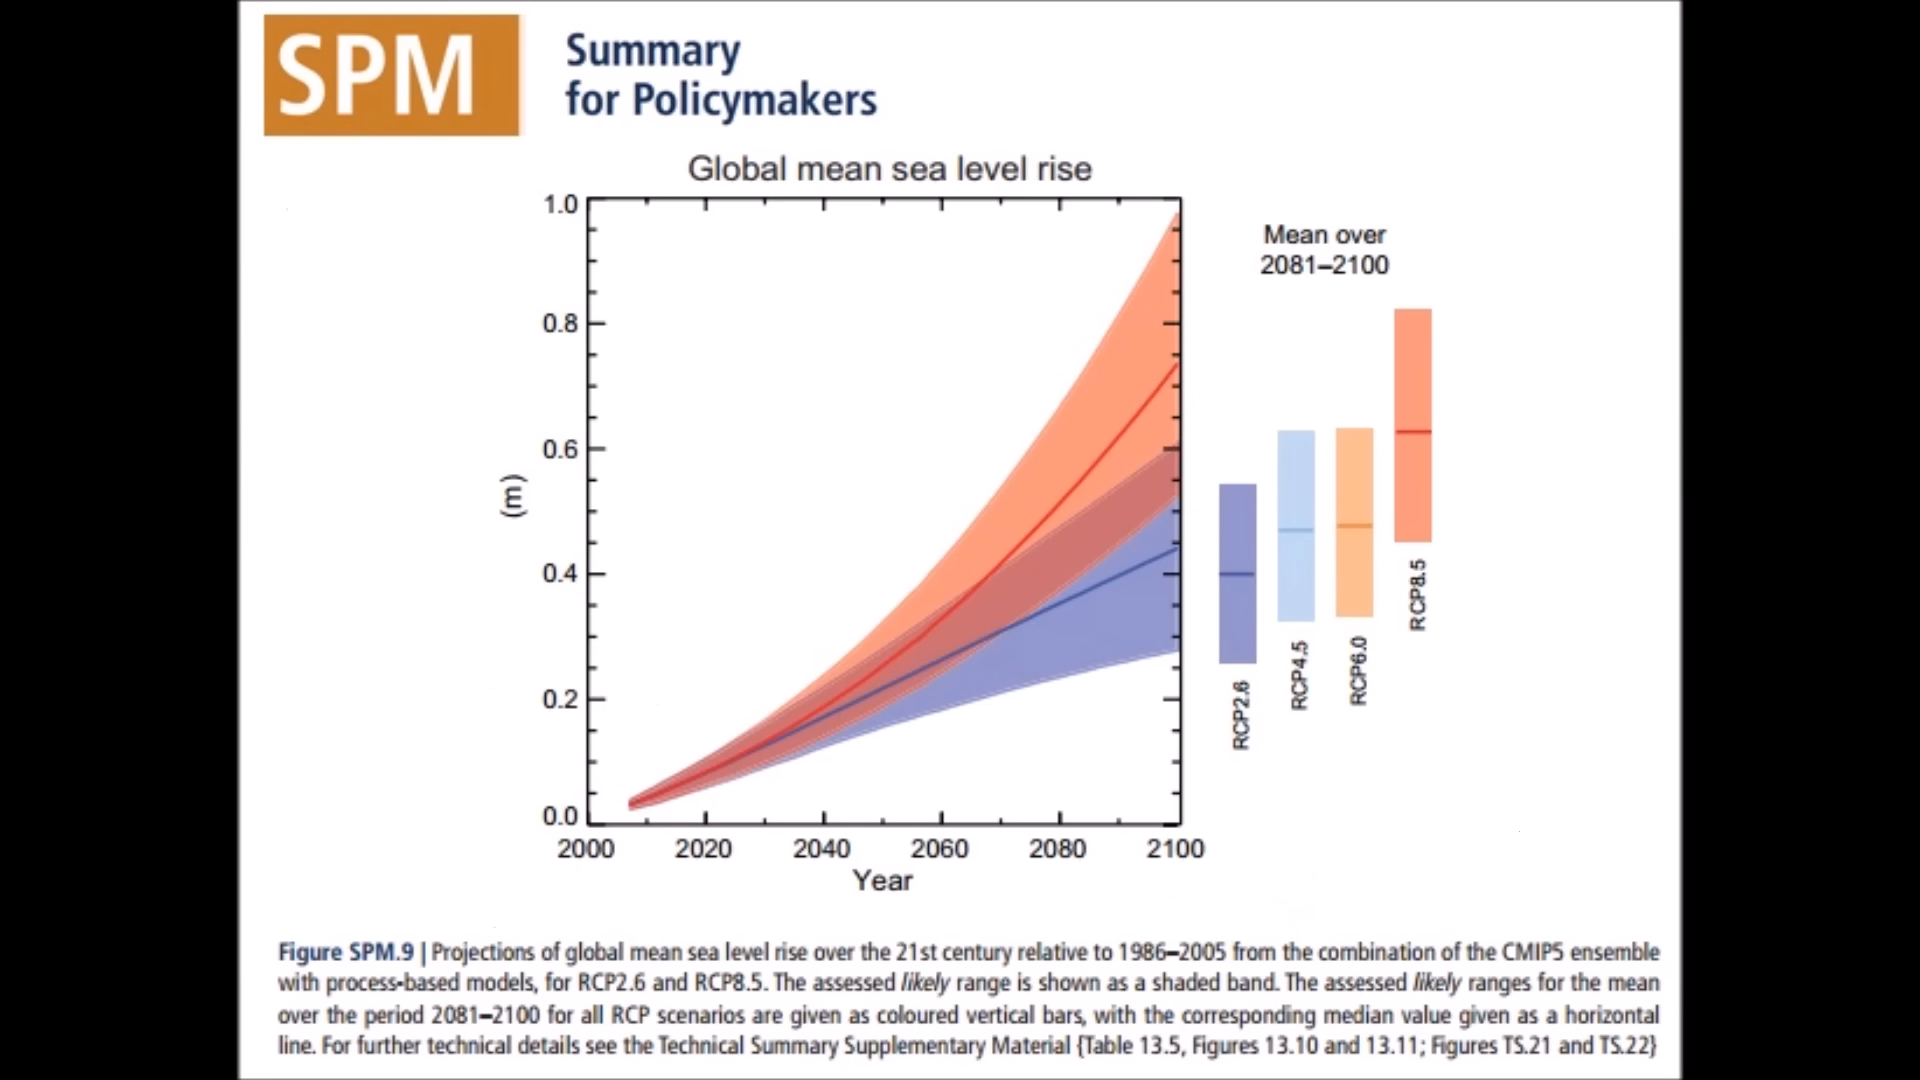 SPM
Summary
for Policymakers
Global mean sea level rise
1.0
0.8
0.6
0.4
0.2
0.0
(m)
2000 2020 2040 2060 2080 2100
Year
Mean over
2081–2100
RCP2.6
RCP4.5
RCP6.0
RCP8.5
Figure SPM.9 | Projections of global mean sea level rise over the 21st century relative to 1986–2005 from the combination of the CMIP5 ensemble
with process-based models, for RCP2.6 and RCP8.5. The assessed likely range is shown as a shaded band. The assessed likely ranges for the mean
over the period 2081–2100 for all RCP scenarios are given as coloured vertical bars, with the corresponding median value given as a horizontal
line. For further technical details see the Technical Summary Supplementary Material {Table 13.5, Figures 13.10 and 13.11; Figures TS.21 and TS.22}